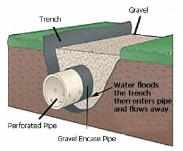 Gravel
Trench
Water floods
the trench
then enters pipe
and flows away
Perforated Pipe
Gravel Encase Pipe